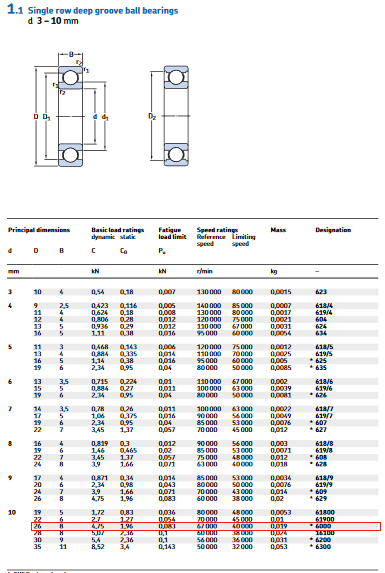 1.1 Single row deep groove ball bearings
d 3 – 10 mm
B
r2
r1
r1
r2
D D1 d d1
D2
Principal dimensions Basic load ratings Fatigue Speed ratings Mass Designation
dynamic static load limit Reference Limiting
speed speed
d D B C C0 Pu
mm kN kN r/min kg –
3 10 4 0,54 0,18 0,007 130 000 80 000 0,0015 623
4 9 2,5 0,423 0,116 0,005 140 000 85 000 0,0007 618/4
11 4 0,624 0,18 0,008 130 000 80 000 0,0017 619/4
12 4 0,806 0,28 0,012 120 000 75 000 0,0021 604
13 5 0,936 0,29 0,012 110 000 67 000 0,0031 624
16 5 1,11 0,38 0,016 95 000 60 000 0,0054 634
5 11 3 0,468 0,143 0,006 120 000 75 000 0,0012 618/5
13 4 0,884 0,335 0,014 110 000 70 000 0,0025 619/5
16 5 1,14 0,38 0,016 95 000 60 000 0,005 * 625
19 6 2,34 0,95 0,04 80 000 50 000 0,0085 * 635
6 13 3,5 0,715 0,224 0,01 110 000 67 000 0,002 618/6
15 5 0,884 0,27 0,011 100 000 63 000 0,0039 619/6
19 6 2,34 0,95 0,04 80 000 50 000 0,0081 * 626
7 14 3,5 0,78 0,26 0,011 100 000 63 000 0,0022 618/7
17 5 1,06 0,375 0,016 90 000 56 000 0,0049 619/7
19 6 2,34 0,95 0,04 85 000 53 000 0,0076 * 607
22 7 3,45 1,37 0,057 70 000 45 000 0,012 * 627
8 16 4 0,819 0,3 0,012 90 000 56 000 0,003 618/8
19 6 1,46 0,465 0,02 85 000 53 000 0,0071 619/8
22 7 3,45 1,37 0,057 75 000 48 000 0,012 * 608
24 8 3,9 1,66 0,071 63 000 40 000 0,018 * 628
9 17 4 0,871 0,34 0,014 85 000 53 000 0,0034 618/9
20 6 2,34 0,98 0,043 80 000 50 000 0,0076 619/9
24 7 3,9 1,66 0,071 70 000 43 000 0,014 * 609
26 8 4,75 1,96 0,083 60 000 38 000 0,02 * 629
10 19 5 1,72 0,83 0,036 80 000 48 000 0,0053 61800
22 6 2,7 1,27 0,054 70 000 45 000 0,01 61900
26 8 4,75 1,96 0,083 67 000 40 000 0,019 * 6000
28 8 5,07 2,36 0,1 60 000 38 000 0,024 16100
30 9 5,4 2,36 0,1 56 000 36 000 0,031 * 6200
35 11 8,52 3,4 0,143 50 000 32 000 0,053 * 6300